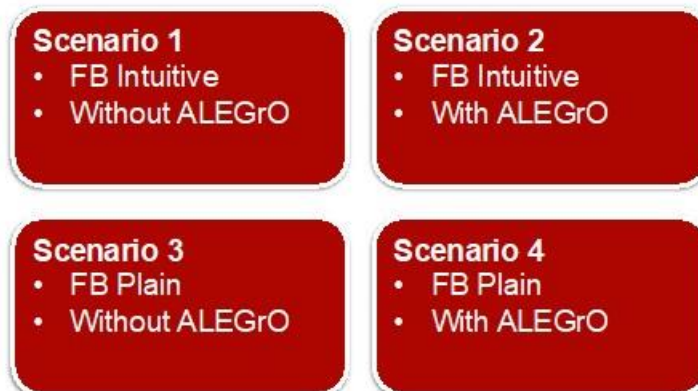 Scenario 1
• FB Intuitive
• Without ALEGrO
Scenario 2
• FB Intuitive
• With ALEGrO
Scenario 3
• FB Plain
• Without ALEGrO
Scenario 4
• FB Plain
• With ALEGrO